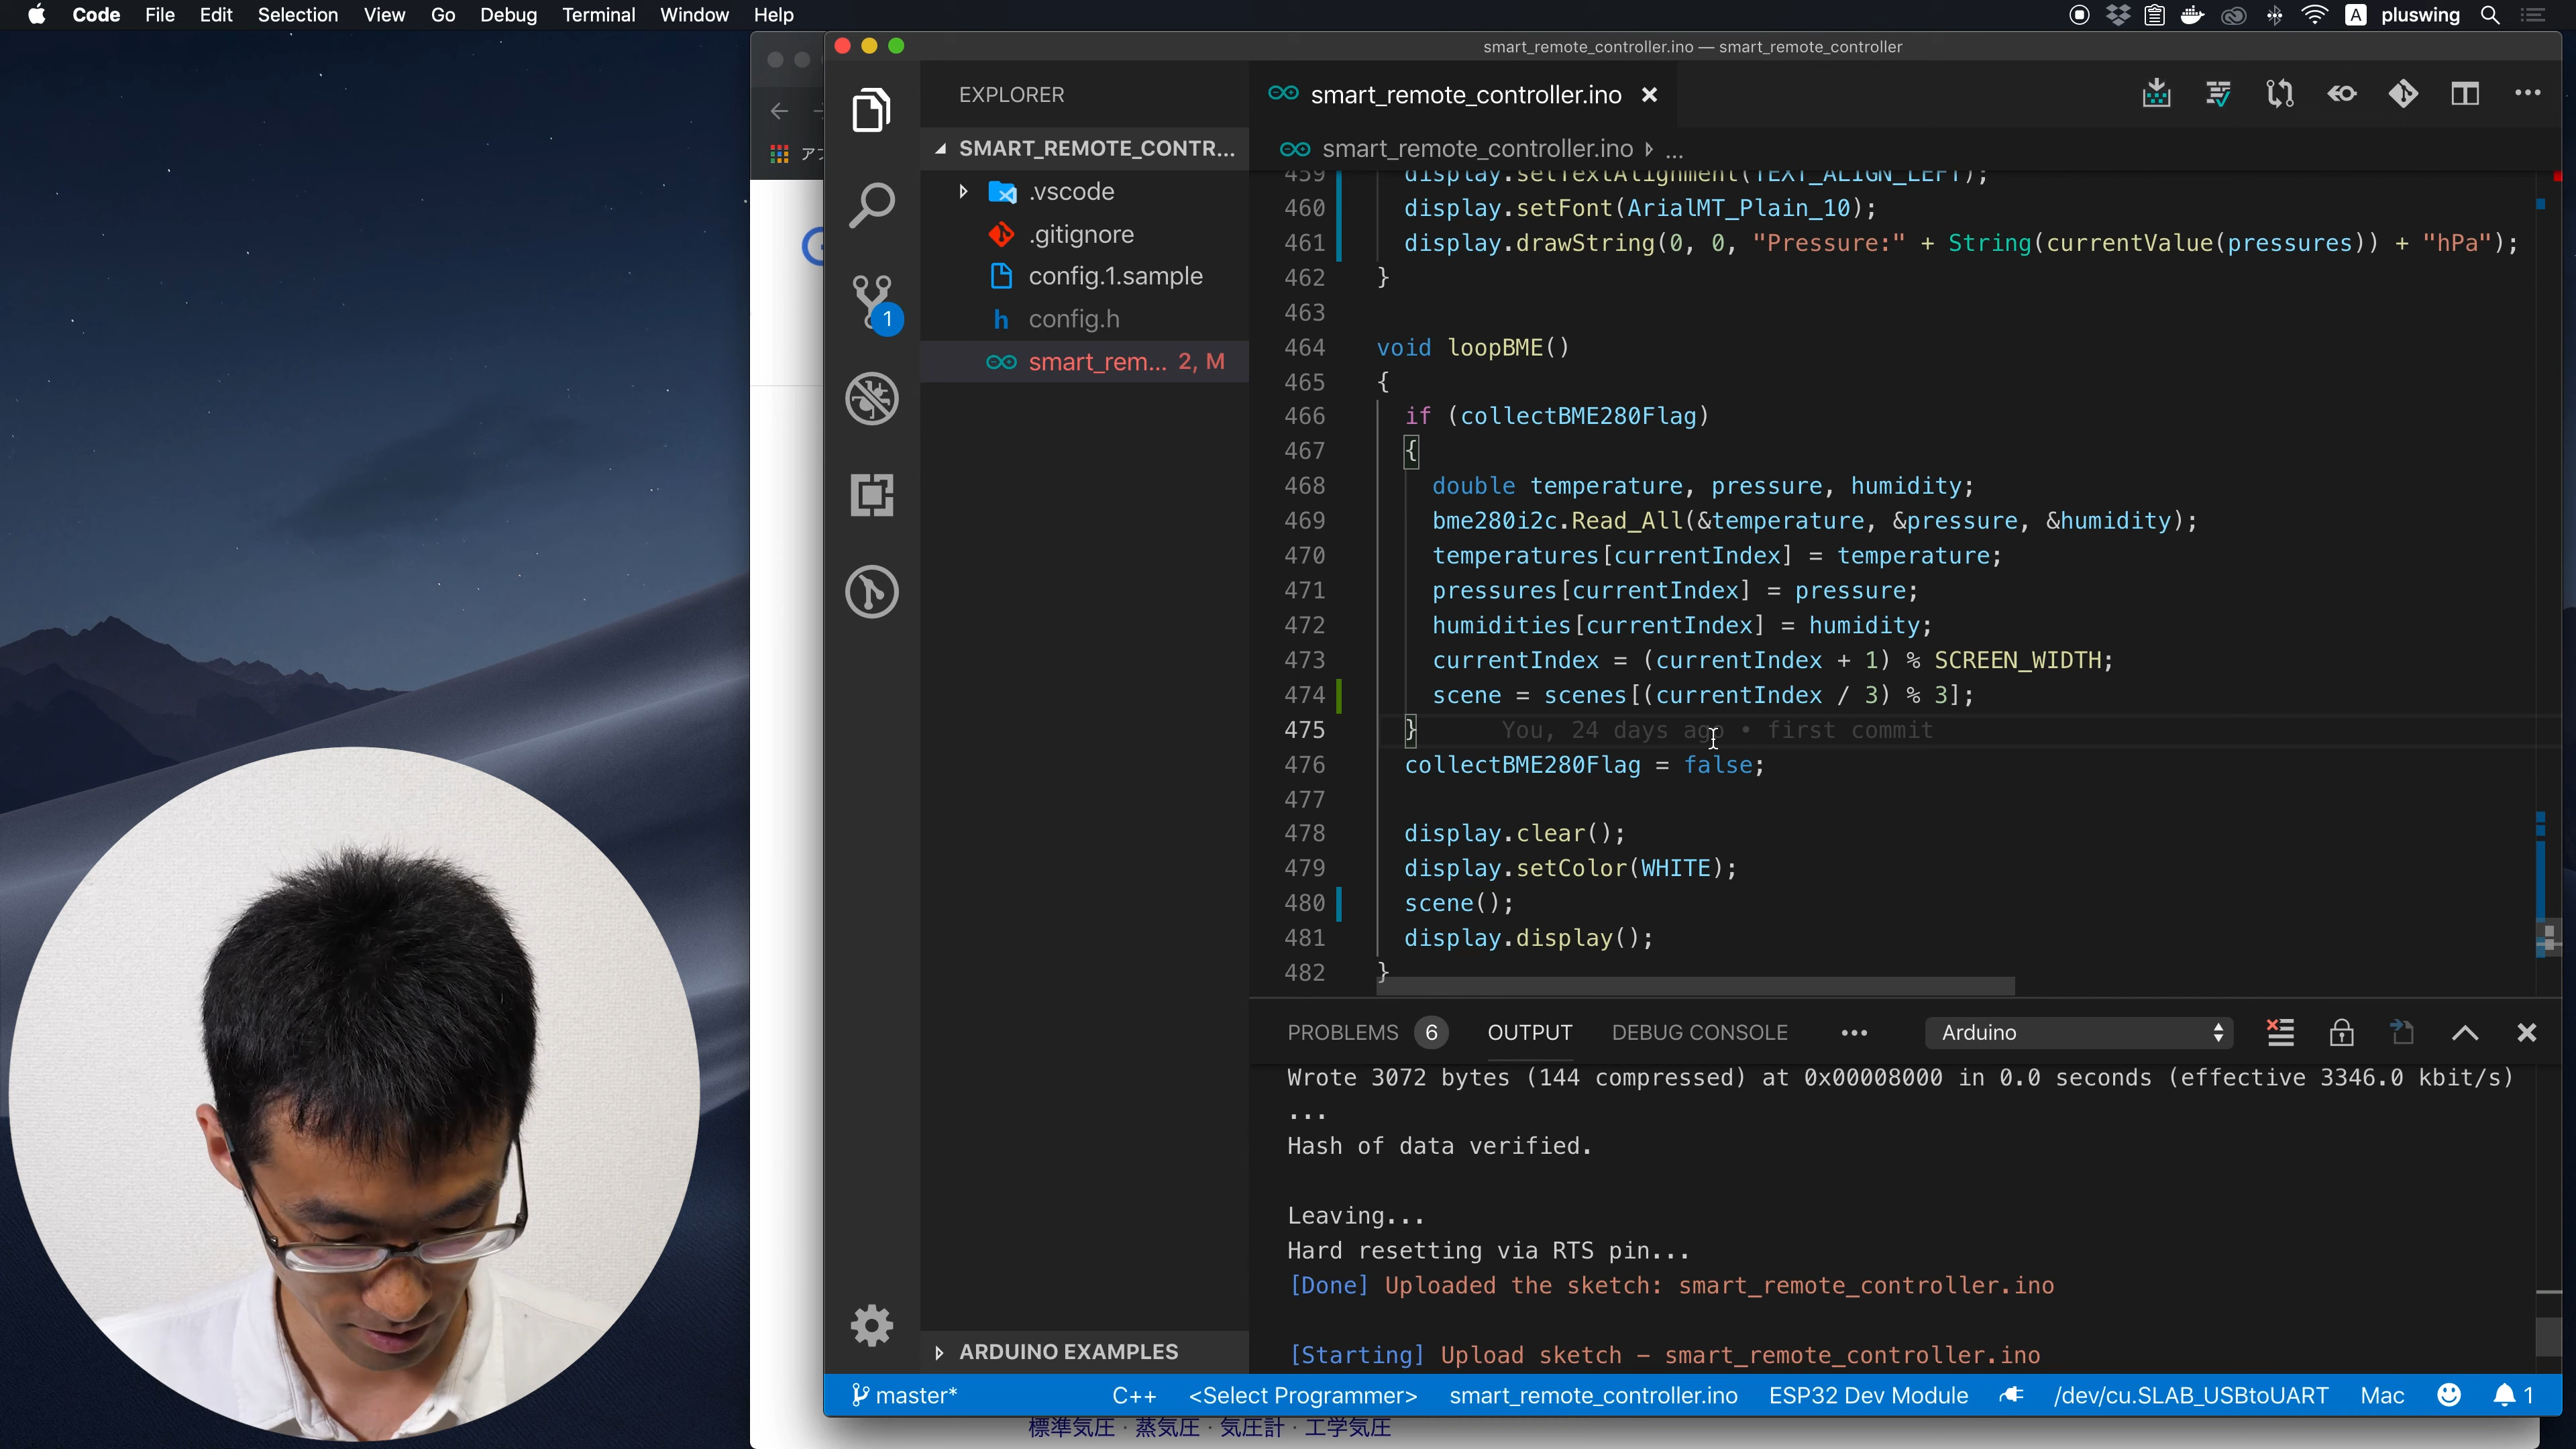 Code File Edit Selection View Go Debug Terminal Window Help
A pluswing
smart_remote_controller.ino — smart_remote_controller
EXPLORER
smart_remote_controller.ino
SMART_REMOTE_CONTR...
smart_remote_controller.ino ...
.vscode
.gitignore
config.1.sample
config.h
smart_rem... 2, M
1
ARDUINO EXAMPLES
459 display.setTextAlignment(TEXT_ALIGN_LEFT);
460 display.setFont(ArialMT_Plain_10);
461 display.drawString(0, 0, "Pressure:" + String(currentValue(pressures)) + "hPa");
462 }
463
464 void loopBME()
465 {
466 if (collectBME280Flag)
467 {
468 double temperature, pressure, humidity;
469 bme280i2c.Read_All(&temperature, &pressure, &humidity);
470 temperatures[currentIndex] = temperature;
471 pressures[currentIndex] = pressure;
472 humidities[currentIndex] = humidity;
473 currentIndex = (currentIndex + 1) % SCREEN_WIDTH;
474 scene = scenes[(currentIndex / 3) % 3];
475 } You, 24 days ago • first commit
476 collectBME280Flag = false;
477
478 display.clear();
479 display.setColor(WHITE);
480 scene();
481 display.display();
482 }
PROBLEMS 6 OUTPUT DEBUG CONSOLE ... Arduino
Wrote 3072 bytes (144 compressed) at 0x00008000 in 0.0 seconds (effective 3346.0 kbit/s)
...
Hash of data verified.
Leaving...
Hard resetting via RTS pin...
[Done] Uploaded the sketch: smart_remote_controller.ino
[Starting] Upload sketch - smart_remote_controller.ino
master* C++ <Select Programmer> smart_remote_controller.ino ESP32 Dev Module /dev/cu.SLAB_USBtoUART Mac 1
標準気圧 · 蒸気圧 · 気圧計 · 工学気圧